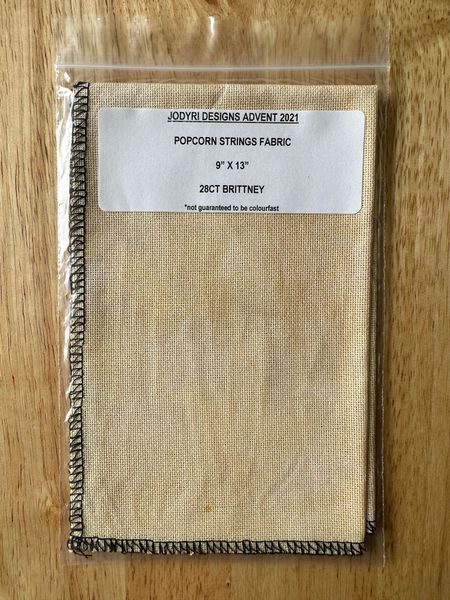 JODYRI DESIGNS ADVENT 2021
POPCORN STRINGS FABRIC
9” X 13”
28CT BRITTNEY
*not guaranteed to be colourfast